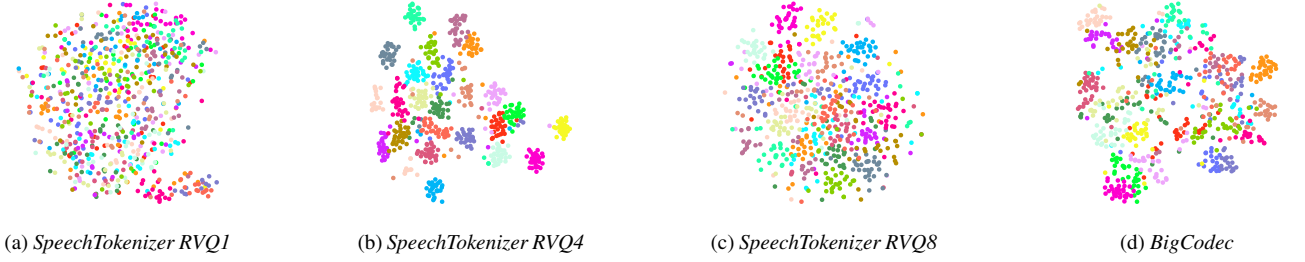 (a) SpeechTokenizer RVQ1
(b) SpeechTokenizer RVQ4
(c) SpeechTokenizer RVQ8
(d) BigCodec